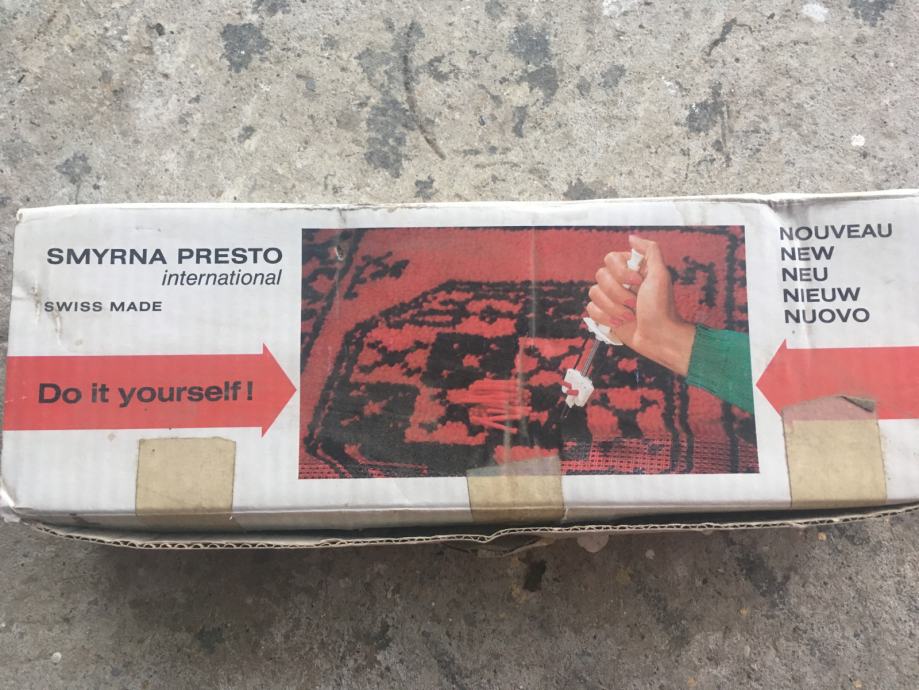 SMYRNA PRESTO
international
SWISS MADE
Do it yourself!
NOUVEAU
NEW
NEU
NIEUW
NUOVO